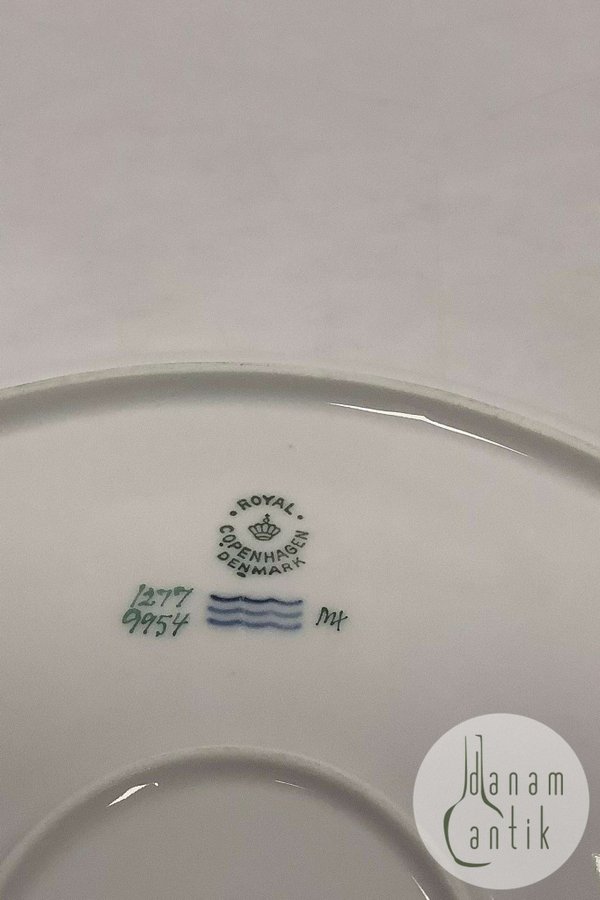 • ROYAL •
COPENHAGEN
DENMARK
1277
9954
danam
antik